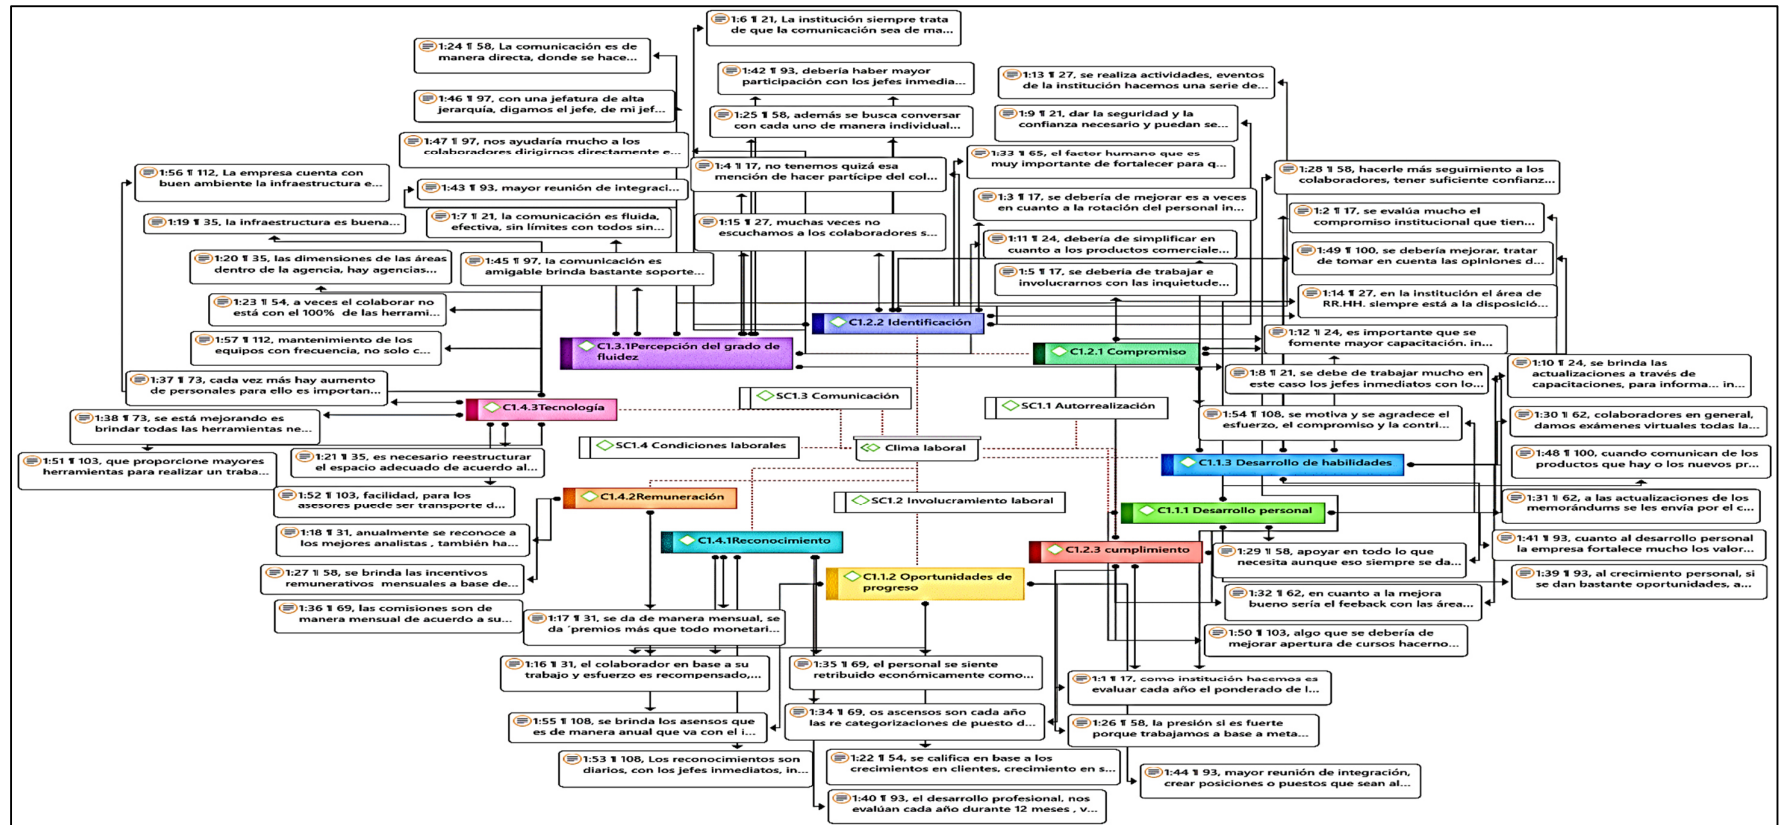 1:6 ¶ 21, La institución siempre trata
de que la comunicación sea de ma...
1:24 ¶ 58, La comunicación es de
manera directa, donde se hace...
1:42 ¶ 93, debería haber mayor
participación con los jefes inmedia...
1:13 ¶ 27, se realiza actividades, eventos
de la institución hacemos una serie de...
1:46 ¶ 97, con una jefatura de alta
jerarquía, digamos el jefe, de mi jef...
1:25 ¶ 58, además se busca conversar
con cada uno de manera individual...
1:9 ¶ 21, dar la seguridad y la
confianza necesario y puedan se...
1:47 ¶ 97, nos ayudaría mucho a los
colaboradores dirigirnos directamente e...
1:4 ¶ 17, no tenemos quizá esa
mención de hacer partícipe del col...
1:33 ¶ 65, el factor humano que es
muy importante de fortalecer para q...
1:56 ¶ 112, La empresa cuenta con
buen ambiente la infraestructura e...
1:43 ¶ 93, mayor reunión de integraci...
1:28 ¶ 58, hacerle más seguimiento a los
colaboradores, tener suficiente confianz...
1:3 ¶ 17, se debería de mejorar es a veces
en cuanto a la rotación del personal in...
1:19 ¶ 35, la infraestructura es buena...
1:7 ¶ 21, la comunicación es fluida,
efectiva, sin límites con todos sin...
1:15 ¶ 27, muchas veces no
escuchamos a los colaboradores s...
1:2 ¶ 17, se evalúa mucho el
compromiso institucional que tien...
1:11 ¶ 24, debería de simplificar en
cuanto a los productos comerciale...
1:20 ¶ 35, las dimensiones de las áreas
dentro de la agencia, hay agencias...
1:45 ¶ 97, la comunicación es
amigable brinda bastante soporte...
1:49 ¶ 100, se debería mejorar, tratar
de tomar en cuenta las opiniones d...
1:5 ¶ 17, se debería de trabajar e
involucrarnos con las inquietude...
1:23 ¶ 54, a veces el colaborar no
está con el 100% de las herrami...
1:14 ¶ 27, en la institución el área de
RR.HH. siempre está a la disposició...
C1.2.2 Identificación
1:57 ¶ 112, mantenimiento de los
equipos con frecuencia, no solo c...
C1.3.1Percepción del grado de
fluidez
C1.2.1 Compromiso
1:12 ¶ 24, es importante que se
fomente mayor capacitación. in...
1:37 ¶ 73, cada vez más hay aumento
de personales para ello es importan...
1:8 ¶ 21, se debe de trabajar mucho en
este caso los jefes inmediatos con lo...
1:10 ¶ 24, se brinda las
actualizaciones a través de
capacitaciones, para informa... in...
SC1.3 Comunicación
SC1.1 Autorrealización
C1.4.3Tecnología
1:38 ¶ 73, se está mejorando es
brindar todas las herramientas ne...
1:54 ¶ 108, se motiva y se agradece el
esfuerzo, el compromiso y la contri...
1:30 ¶ 62, colaboradores en general,
damos exámenes virtuales todas la...
SC1.4 Condiciones laborales
Clima laboral
1:51 ¶ 103, que proporcione mayores
herramientas para realizar un traba...
1:21 ¶ 35, es necesario reestructurar
el espacio adecuado de acuerdo al...
C1.1.3 Desarrollo de habilidades
1:48 ¶ 100, cuando comunican de los
productos que hay o los nuevos pr...
1:52 ¶ 103, facilidad, para los
asesores puede ser transporte d...
C1.4.2Remuneración
SC1.2 Involucramiento laboral
1:31 ¶ 62, a las actualizaciones de los
memorándums se les envía por el c...
C1.1.1 Desarrollo personal
1:18 ¶ 31, anualmente se reconoce a
los mejores analistas , también ha...
C1.4.1Reconocimiento
C1.2.3 cumplimiento
1:41 ¶ 93, cuanto al desarrollo personal
la empresa fortalece mucho los valor...
1:29 ¶ 58, apoyar en todo lo que
necesita aunque eso siempre se da...
1:27 ¶ 58, se brinda los incentivos
remunerativos mensuales a base de...
C1.1.2 Oportunidades de
progreso
1:39 ¶ 93, al crecimiento personal, si
se dan bastante oportunidades, a...
1:32 ¶ 62, en cuanto a la mejora
bueno sería el feeback con las área...
1:36 ¶ 69, las comisiones son de
manera mensual de acuerdo a su...
1:17 ¶ 31, se da de manera mensual, se
da ´premios más que todo monetari...
1:50 ¶ 103, algo que se debería de
mejorar apertura de cursos hacerno...
1:16 ¶ 31, el colaborador en base a su
trabajo y esfuerzo es recompensado,...
1:35 ¶ 69, el personal se siente
retribuido económicamente como...
1:1 ¶ 17, como institución hacemos es
evaluar cada año el ponderado de l...
1:34 ¶ 69, os ascensos son cada año
las re categorizaciones de puesto d...
1:55 ¶ 108, se brinda los asensos que
es de manera anual que va con el i...
1:26 ¶ 58, la presión si es fuerte
porque trabajamos a base a meta...
1:53 ¶ 108, Los reconocimientos son
diarios, con los jefes inmediatos, in...
1:22 ¶ 54, se califica en base a los
crecimientos en clientes, crecimiento en s...
1:44 ¶ 93, mayor reunión de integración,
crear posiciones o puestos que sean al...
1:40 ¶ 93, el desarrollo profesional, nos
evalúan cada año durante 12 meses , v...